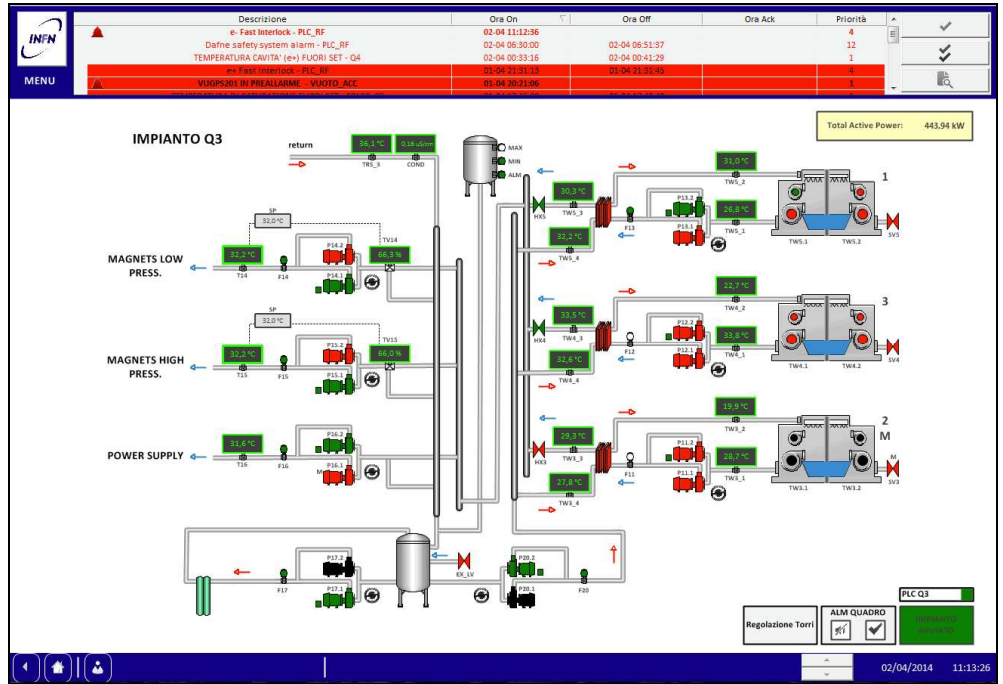 INFN
MENU
Descrizione Ora On Ora Off Ora Ack Priorità
e- Fast Interlock - PLC_RF 02-04 11:12:36 4
Dafne safety system alarm - PLC_RF 02-04 06:30:00 02-04 06:51:37 12
TEMPERATURA CAVITA' (e+) FUORI SET - Q4 02-04 00:33:16 02-04 00:41:29 1
e+ Fast Interlock - PLC_RF 01-04 21:31:13 01-04 21:31:45 4
VUGPS201 IN PREALLARME - VUOTO_ACC 01-04 20:21:06 1
Total Active Power: 443,94 kW
IMPIANTO Q3
return 36,1 °C 0,16 uS/cm
TRS_3 COND
MAX
MIN
ALM
31,0 °C
TW5_2
1
30,3 °C
HX5 TW5_3
F13
P13.2
26,8 °C
P13.1 TW5_1
TW5.1 TW5.2 SV5
32,2 °C
TW5_4
SP
32,0 °C
MAGNETS LOW
PRESS.
32,2 °C
T14 F14
P14.2
P14.1
TV14
66,3 %
22,7 °C
TW4_2
3
33,5 °C
HX4 TW4_3
F12
P12.2
33,8 °C
P12.1 TW4_1
TW4.1 TW4.2 SV4
32,6 °C
TW4_4
SP
32,0 °C
MAGNETS HIGH
PRESS.
32,2 °C
T15 F15
P15.2
P15.1
TV15
66,0 %
19,9 °C
TW3_2
2
M
29,3 °C
HX3 TW3_3
F11
P11.2
28,7 °C
P11.1 TW3_1
TW3.1 TW3.2
M
SV3
27,8 °C
TW3_4
POWER SUPPLY
31,6 °C
T16 F16
P16.2
P16.1
M
F17
P17.2
P17.1
EX_LV
P20.2
P20.1
F20
PLC Q3
Regolazione Torri
ALM QUADRO
IMPIANTO
AVVIATO
02/04/2014 11:13:26